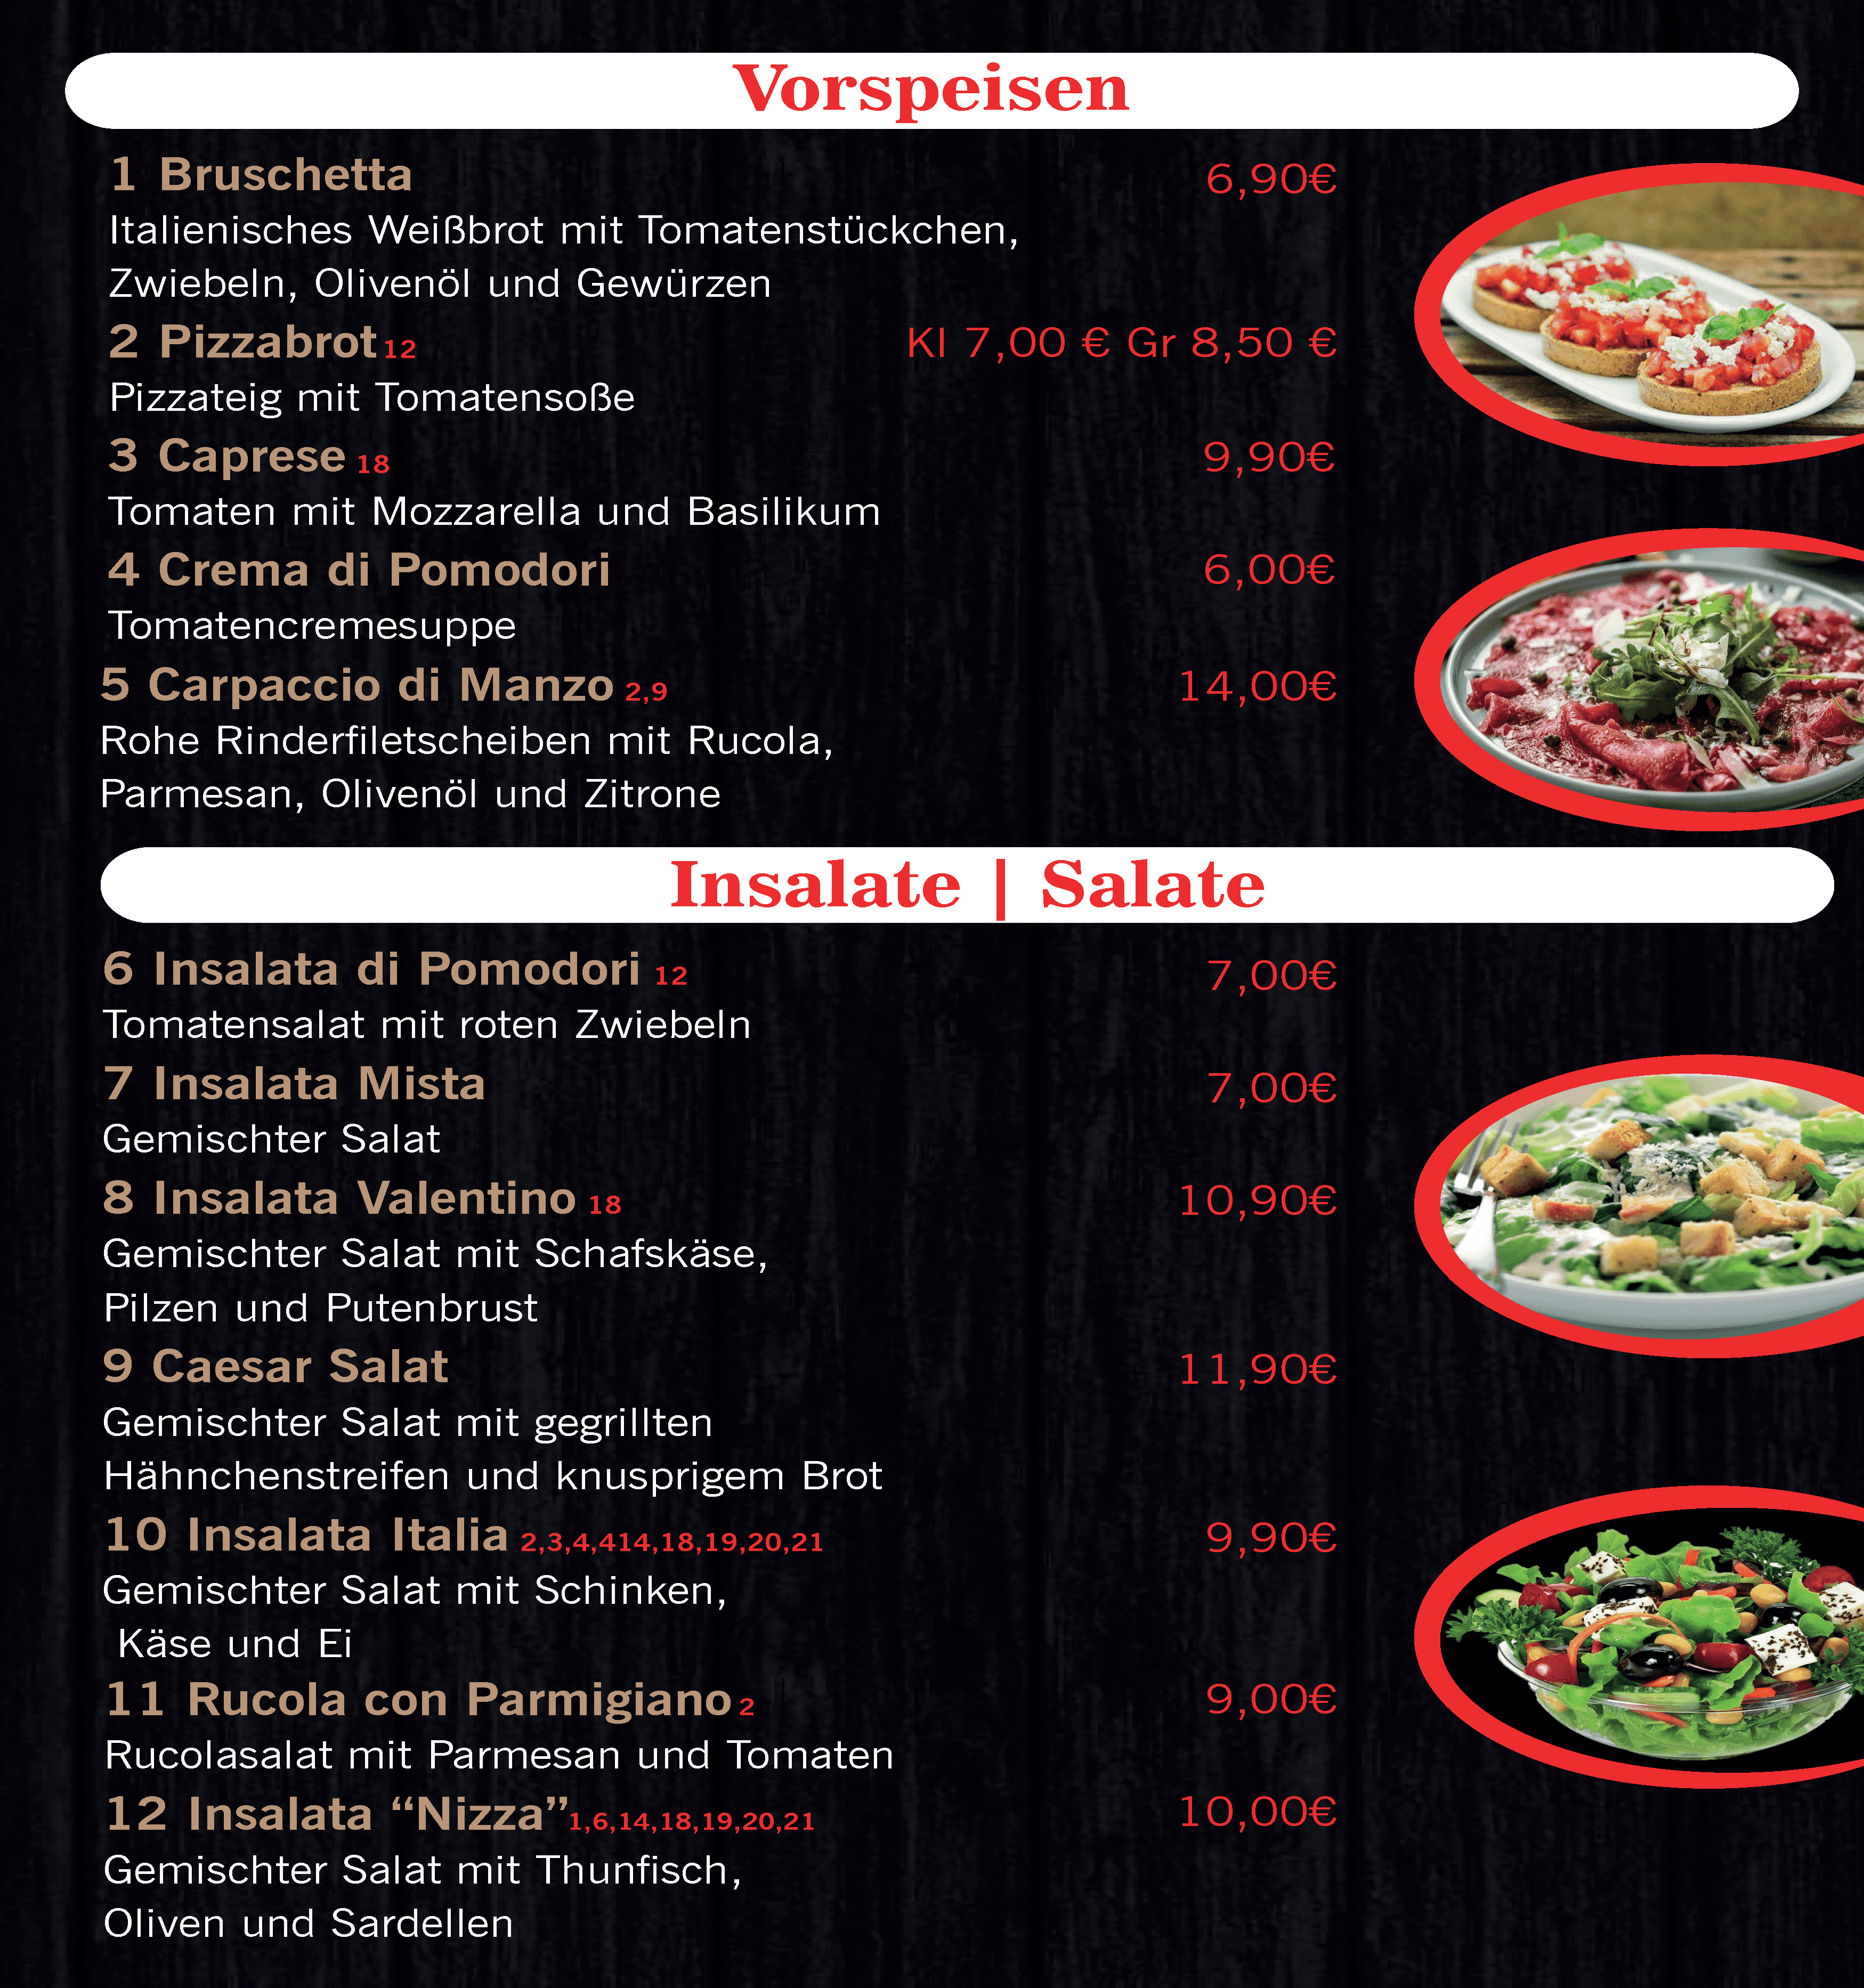 Vorspeisen
1 Bruschetta 6,90€
Italienisches Weißbrot mit Tomatenstückchen,
Zwiebeln, Olivenöl und Gewürzen
2 Pizzabrot 12 Kl 7,00 € Gr 8,50 €
Pizzateig mit Tomatensoße
3 Caprese 18 9,90€
Tomaten mit Mozzarella und Basilikum
4 Crema di Pomodori 6,00€
Tomatencremesuppe
5 Carpaccio di Manzo 2,9 14,00€
Rohe Rinderfiletscheiben mit Rucola,
Parmesan, Olivenöl und Zitrone
Insalate | Salate
6 Insalata di Pomodori 12 7,00€
Tomatensalat mit roten Zwiebeln
7 Insalata Mista 7,00€
Gemischter Salat
8 Insalata Valentino 18 10,90€
Gemischter Salat mit Schafskäse,
Pilzen und Putenbrust
9 Caesar Salat 11,90€
Gemischter Salat mit gegrillten
Hähnchenstreifen und knusprigem Brot
10 Insalata Italia 2,3,4,414,18,19,20,21 9,90€
Gemischter Salat mit Schinken,
Käse und Ei
11 Rucola con Parmigiano 2 9,00€
Rucolasalat mit Parmesan und Tomaten
12 Insalata “Nizza” 1,6,14,18,19,20,21 10,00€
Gemischter Salat mit Thunfisch,
Oliven und Sardellen